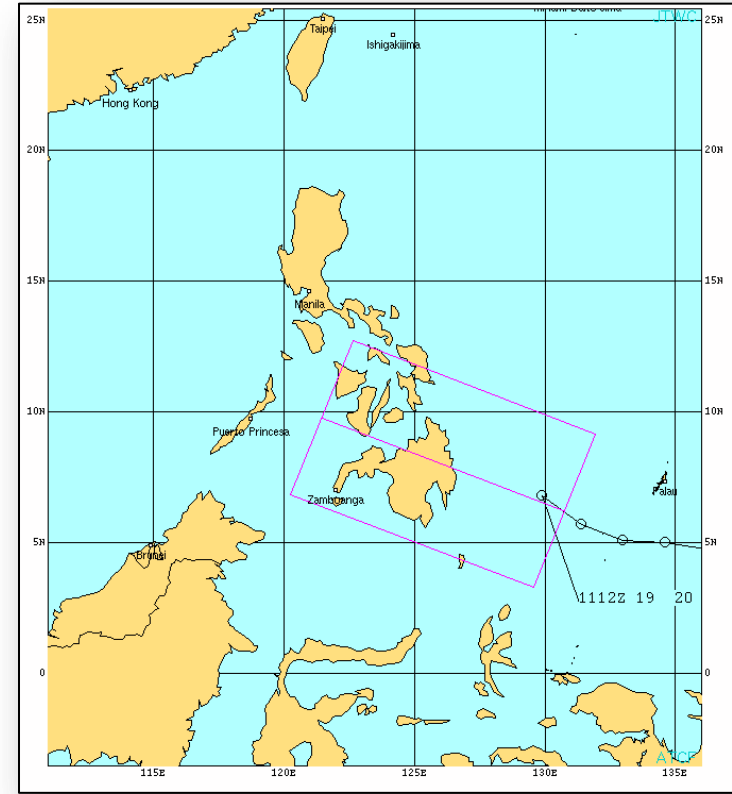 25N
JTWC
25N
Taipei
Ishigakijima
Hong Kong
20N
20N
15N
15N
Manila
10N
10N
Puerto Princesa
Palau
Zamboanga
5N
5N
Brunei
1112Z 19 20
0
0
ATCF
115E 120E 125E 130E 135E